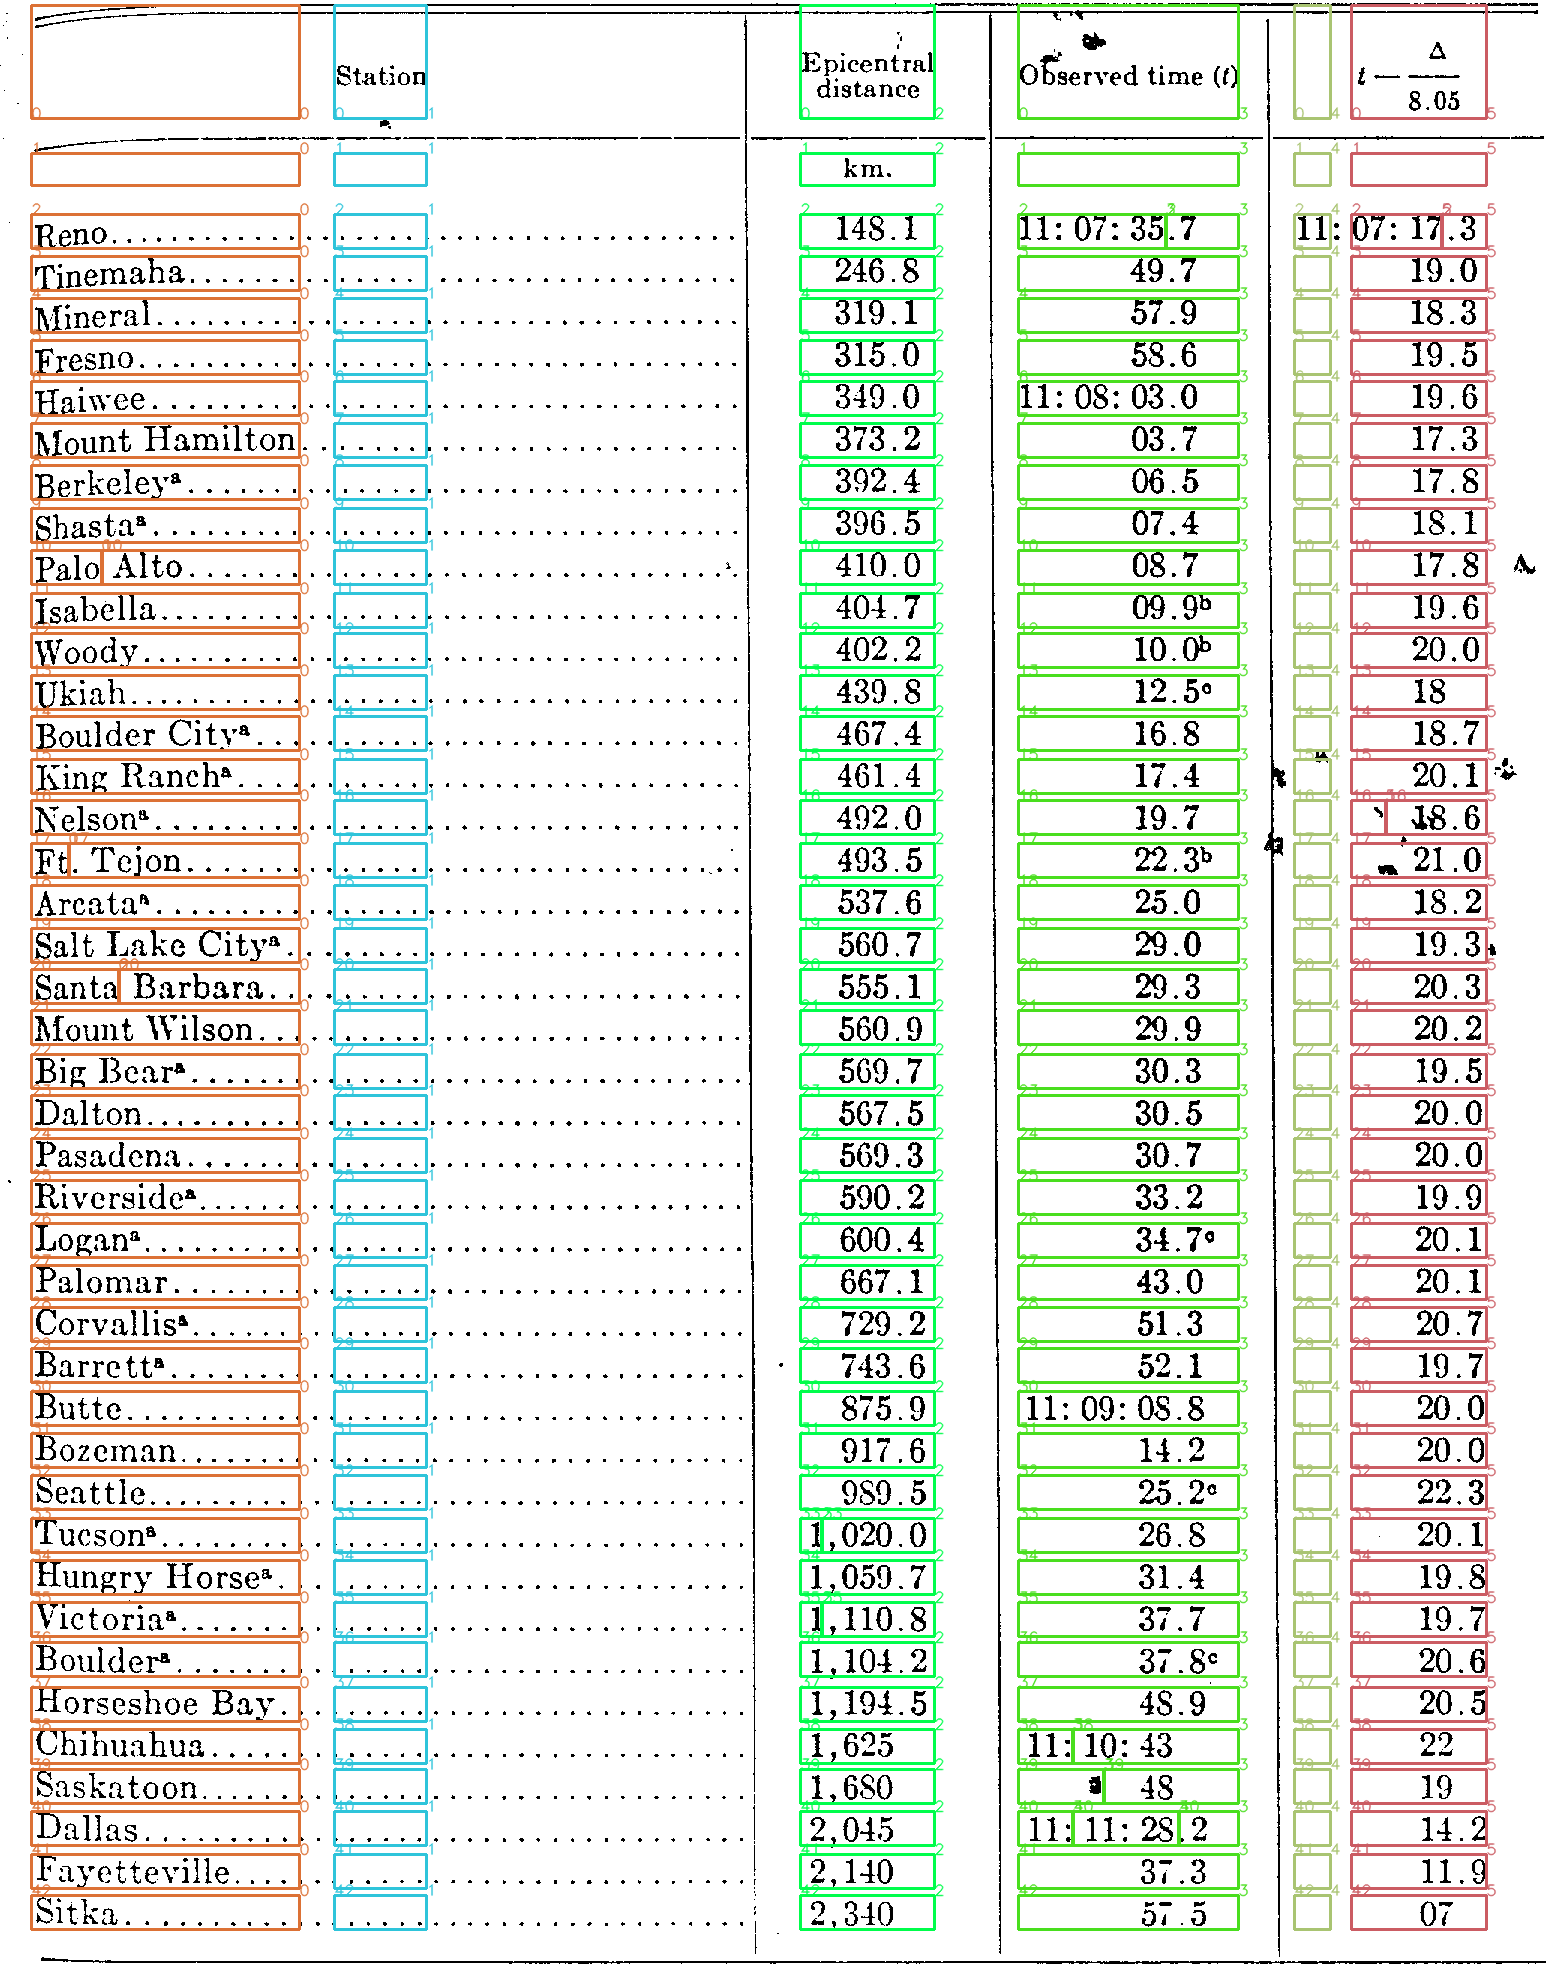 Station Epicentral distance Observed time (t) t — Δ/8.05
km.
Reno 148.1 11: 07: 35.7 11: 07: 17.3
Tinemaha 246.8 49.7 19.0
Mineral 319.1 57.9 18.3
Fresno 315.0 58.6 19.5
Haiwee 349.0 11: 08: 03.0 19.6
Mount Hamilton 373.2 03.7 17.3
Berkeleyᵃ 392.4 06.5 17.8
Shastaᵃ 396.5 07.4 18.1
Palo Alto 410.0 08.7 17.8
Isabella 404.7 09.9ᵇ 19.6
Woody 402.2 10.0ᵇ 20.0
Ukiah 439.8 12.5ᶜ 18
Boulder Cityᵃ 467.4 16.8 18.7
King Ranchᵃ 461.4 17.4 20.1
Nelsonᵃ 492.0 19.7 18.6
Ft. Tejon 493.5 22.3ᵇ 21.0
Arcataᵃ 537.6 25.0 18.2
Salt Lake Cityᵃ 560.7 29.0 19.3
Santa Barbara 555.1 29.3 20.3
Mount Wilson 560.9 29.9 20.2
Big Bearᵃ 569.7 30.3 19.5
Dalton 567.5 30.5 20.0
Pasadena 569.3 30.7 20.0
Riversideᵃ 590.2 33.2 19.9
Loganᵃ 600.4 34.7ᶜ 20.1
Palomar 667.1 43.0 20.1
Corvallisᵃ 729.2 51.3 20.7
Barrettᵃ 743.6 52.1 19.7
Butte 875.9 11: 09: 08.8 20.0
Bozeman 917.6 14.2 20.0
Seattle 989.5 25.2ᶜ 22.3
Tucsonᵃ 1,020.0 26.8 20.1
Hungry Horseᵃ 1,059.7 31.4 19.8
Victoriaᵃ 1,110.8 37.7 19.7
Boulderᵃ 1,104.2 37.8ᶜ 20.6
Horseshoe Bay 1,194.5 48.9 20.5
Chihuahua 1,625 11: 10: 43 22
Saskatoon 1,680 48 19
Dallas 2,045 11: 11: 28.2 14.2
Fayetteville 2,140 37.3 11.9
Sitka 2,340 57.5 07